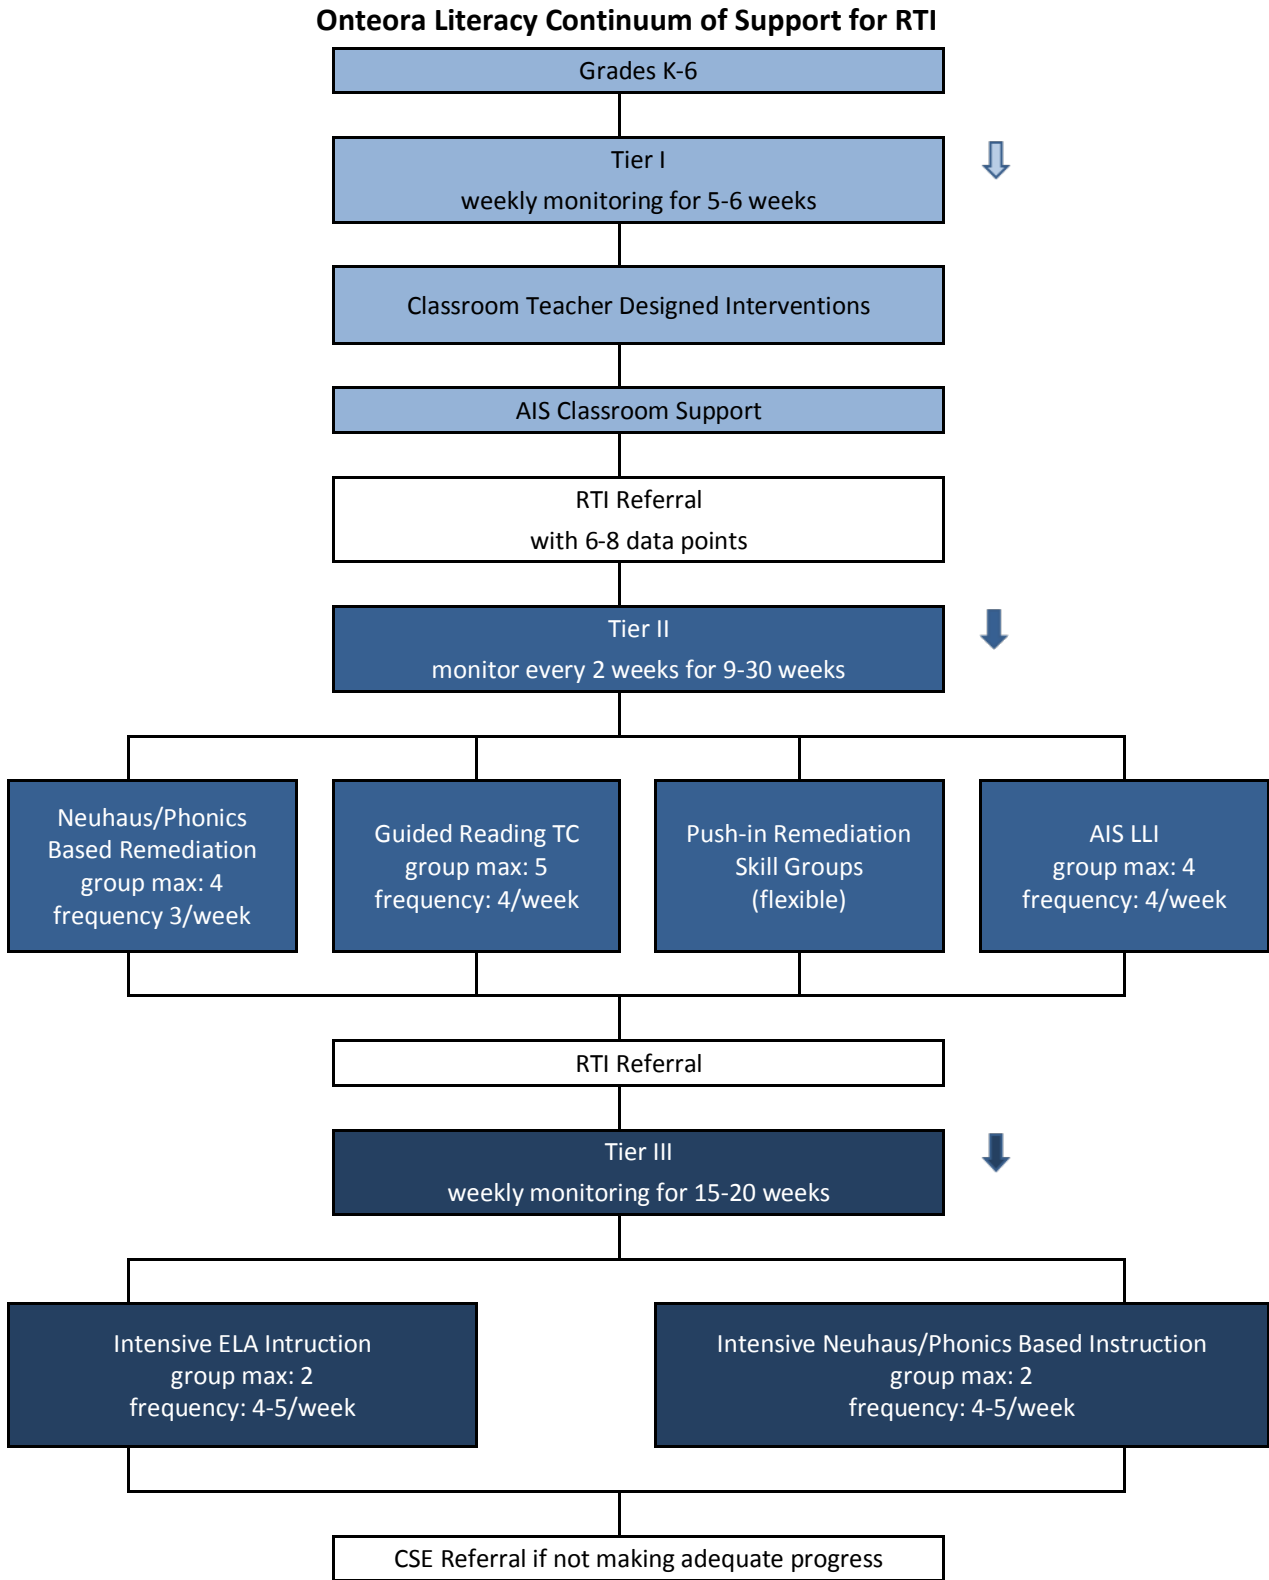 Onteora Literacy Continuum of Support for RTI
Grades K-6
Tier I
weekly monitoring for 5-6 weeks
Classroom Teacher Designed Interventions
AIS Classroom Support
RTI Referral
with 6-8 data points
Tier II
monitor every 2 weeks for 9-30 weeks
Neuhaus/Phonics
Based Remediation
group max: 4
frequency 3/week
Guided Reading TC
group max: 5
frequency: 4/week
Push-in Remediation
Skill Groups
(flexible)
AIS LLI
group max: 4
frequency: 4/week
RTI Referral
Tier III
weekly monitoring for 15-20 weeks
Intensive ELA Intruction
group max: 2
frequency: 4-5/week
Intensive Neuhaus/Phonics Based Instruction
group max: 2
frequency: 4-5/week
CSE Referral if not making adequate progress